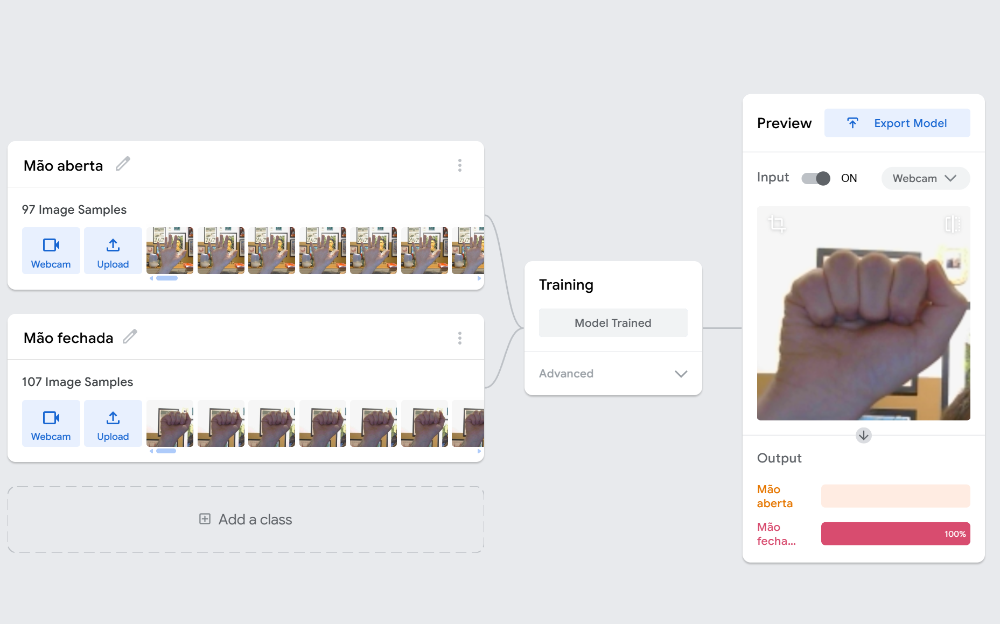 Mão aberta
97 Image Samples
Webcam
Upload
Mão fechada
107 Image Samples
Webcam
Upload
Add a class
Training
Model Trained
Advanced
Preview
Export Model
Input
ON
Webcam
Output
Mão
aberta
Mão
fecha...
100%